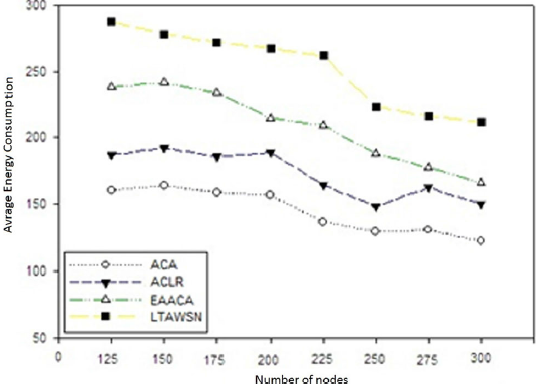 300
250
200
150
100
50
Avrage Energy Consumption
ACA
ACLR
EAACA
LTAWSN
0 125 150 175 200 225 250 275 300
Number of nodes